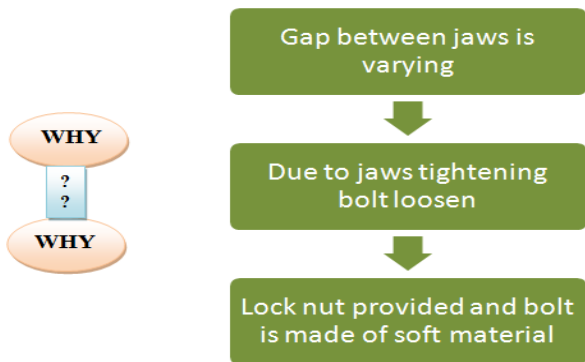 Gap between jaws is
varying
WHY
?
?
WHY
Due to jaws tightening
bolt loosen
Lock nut provided and bolt
is made of soft material